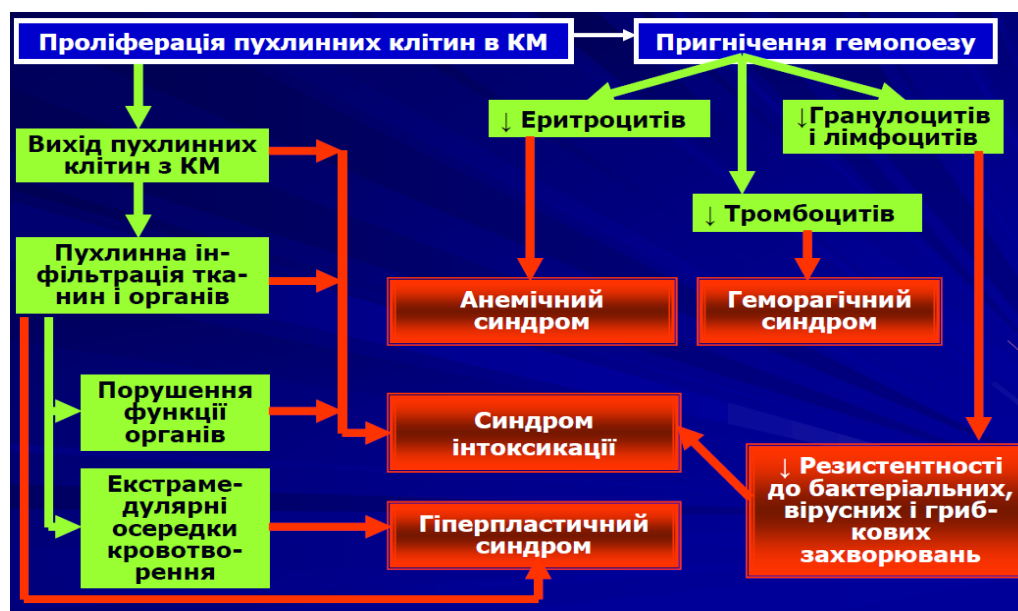 Проліферація пухлинних клітин в КМ
Пригнічення гемопоезу
↓ Еритроцитів
↓Гранулоцитів
і лімфоцитів
Вихід пухлинних
клітин з КМ
↓ Тромбоцитів
Пухлинна ін-
фільтрація тка-
нин і органів
Анемічний
синдром
Геморагічний
синдром
Порушення
функції
органів
Синдром
інтоксикації
↓ Резистентності
до бактеріальних,
вірусних і гриб-
кових
захворювань
Екстраме-
дулярні
осередки
кровотво-
рення
Гіперпластичний
синдром